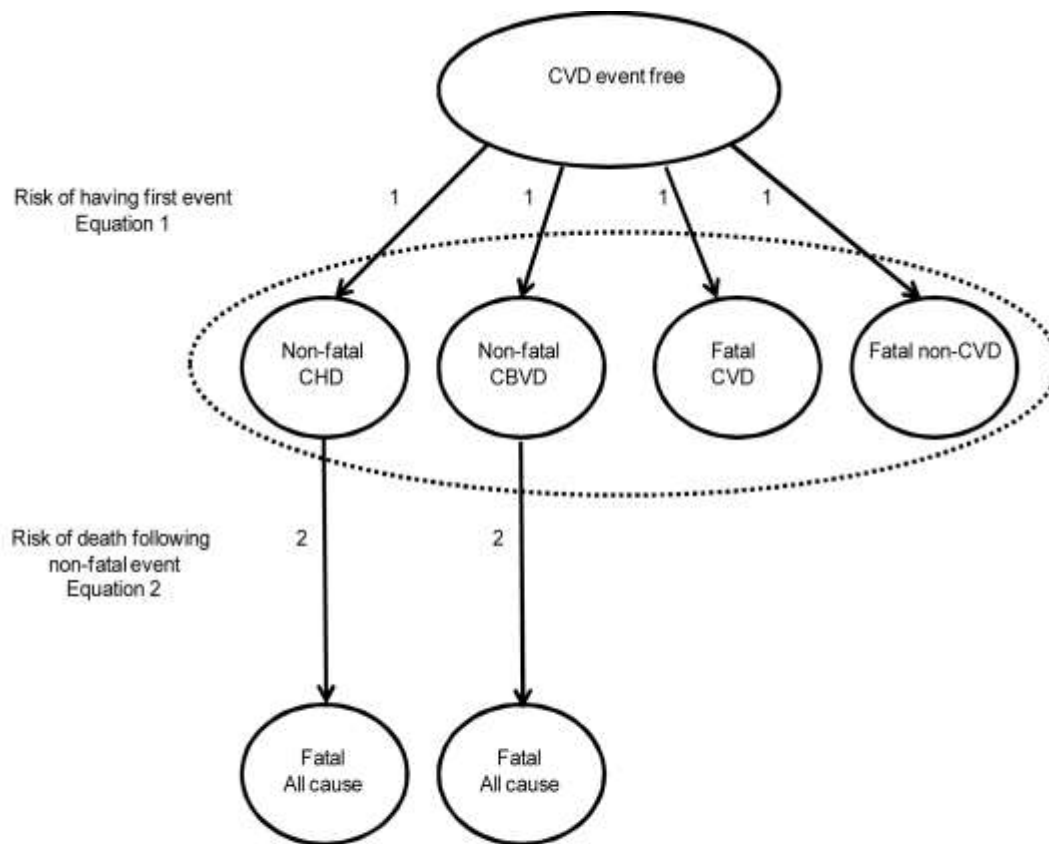 CVD event free
Risk of having first event
Equation 1
1
1
1
1
Non-fatal
CHD
Non-fatal
CBVD
Fatal
CVD
Fatal non-CVD
Risk of death following
non-fatal event
Equation 2
2
2
Fatal
All cause
Fatal
All cause